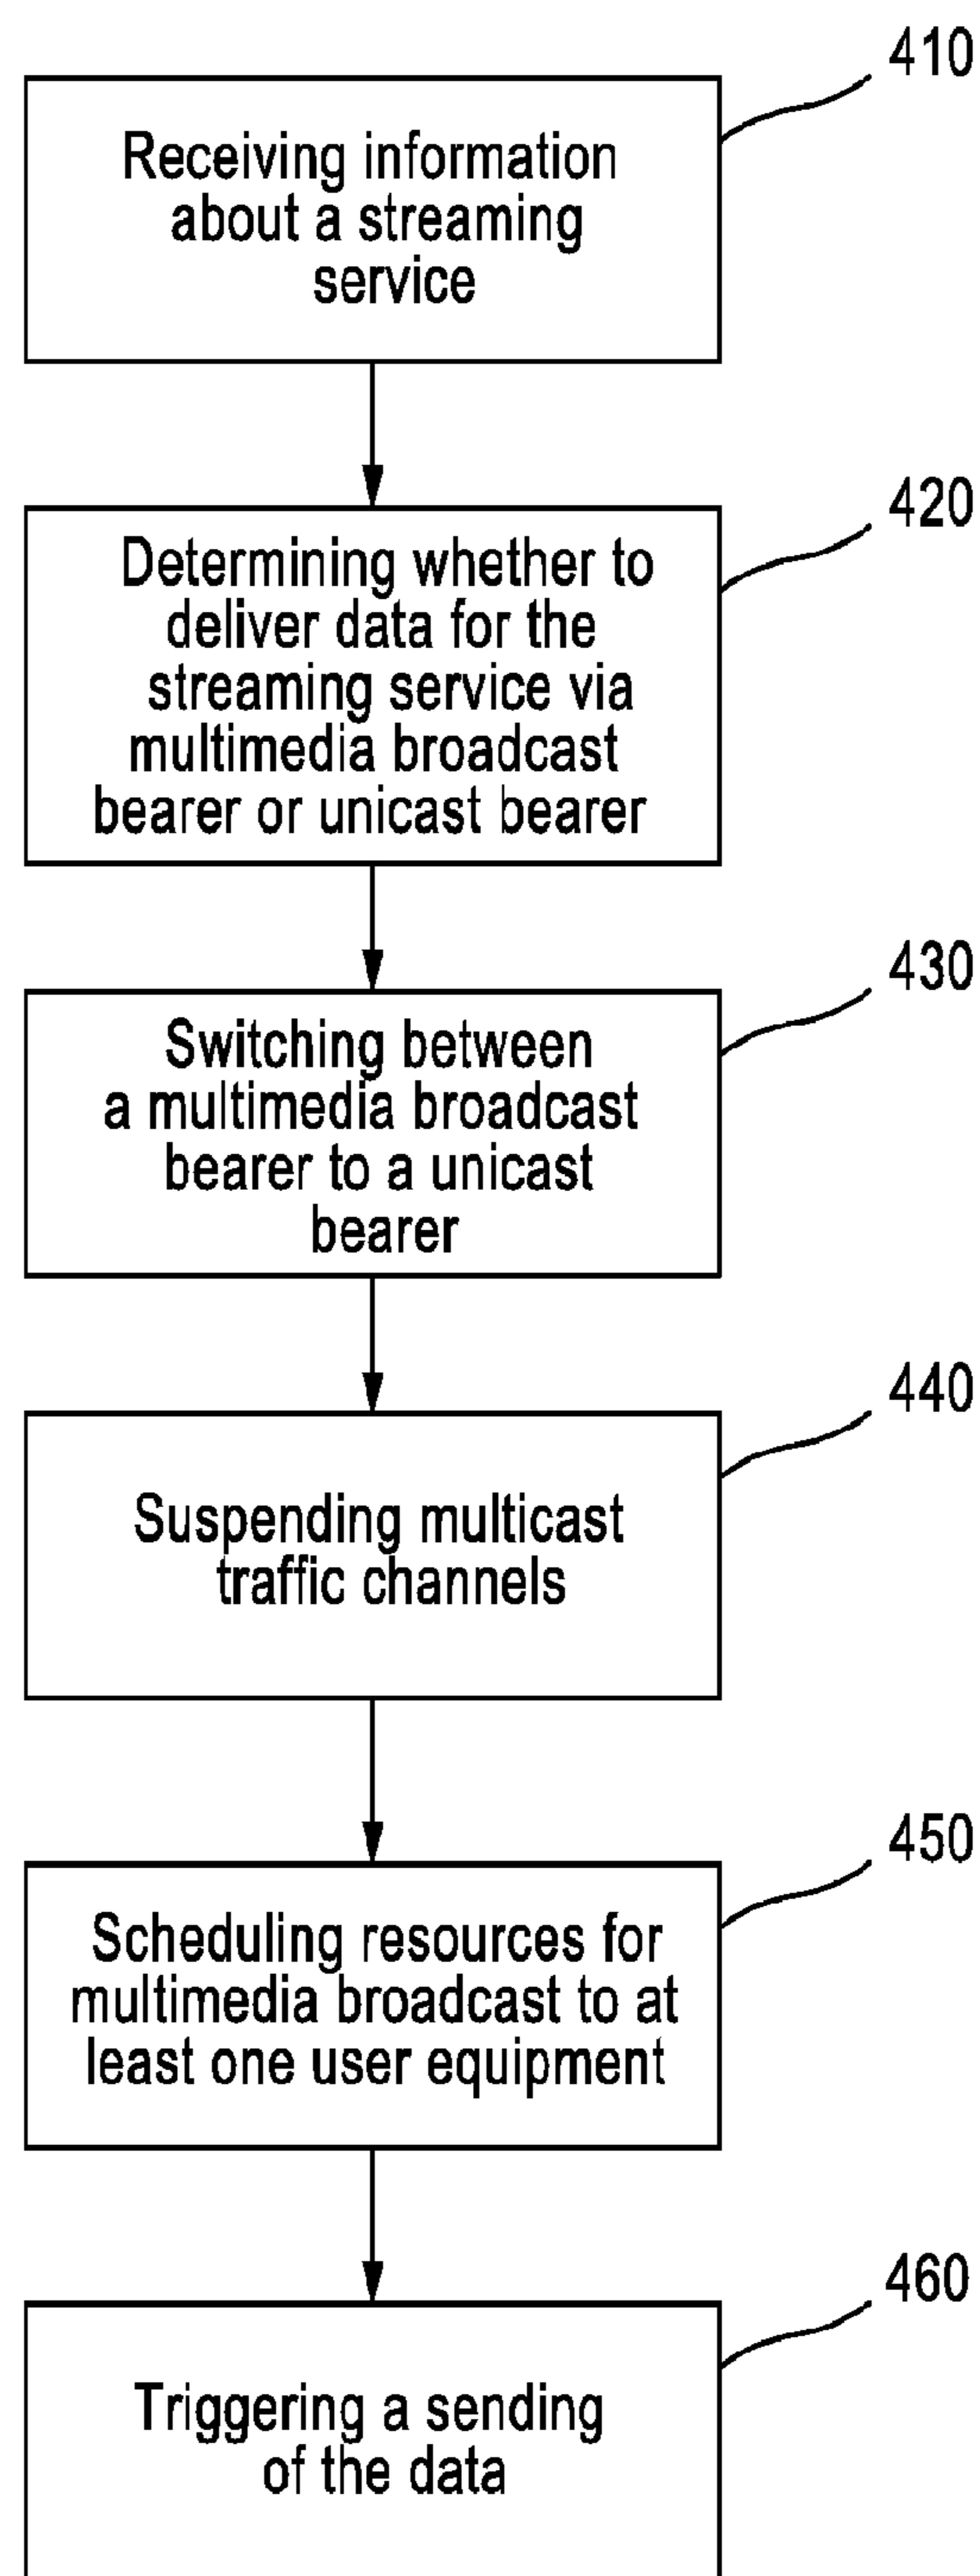 410
Receiving information
about a streaming
service
420
Determining whether to
deliver data for the
streaming service via
multimedia broadcast
bearer or unicast bearer
430
Switching between
a multimedia broadcast
bearer to a unicast
bearer
440
Suspending multicast
traffic channels
450
Scheduling resources for
multimedia broadcast to at
least one user equipment
460
Triggering a sending
of the data